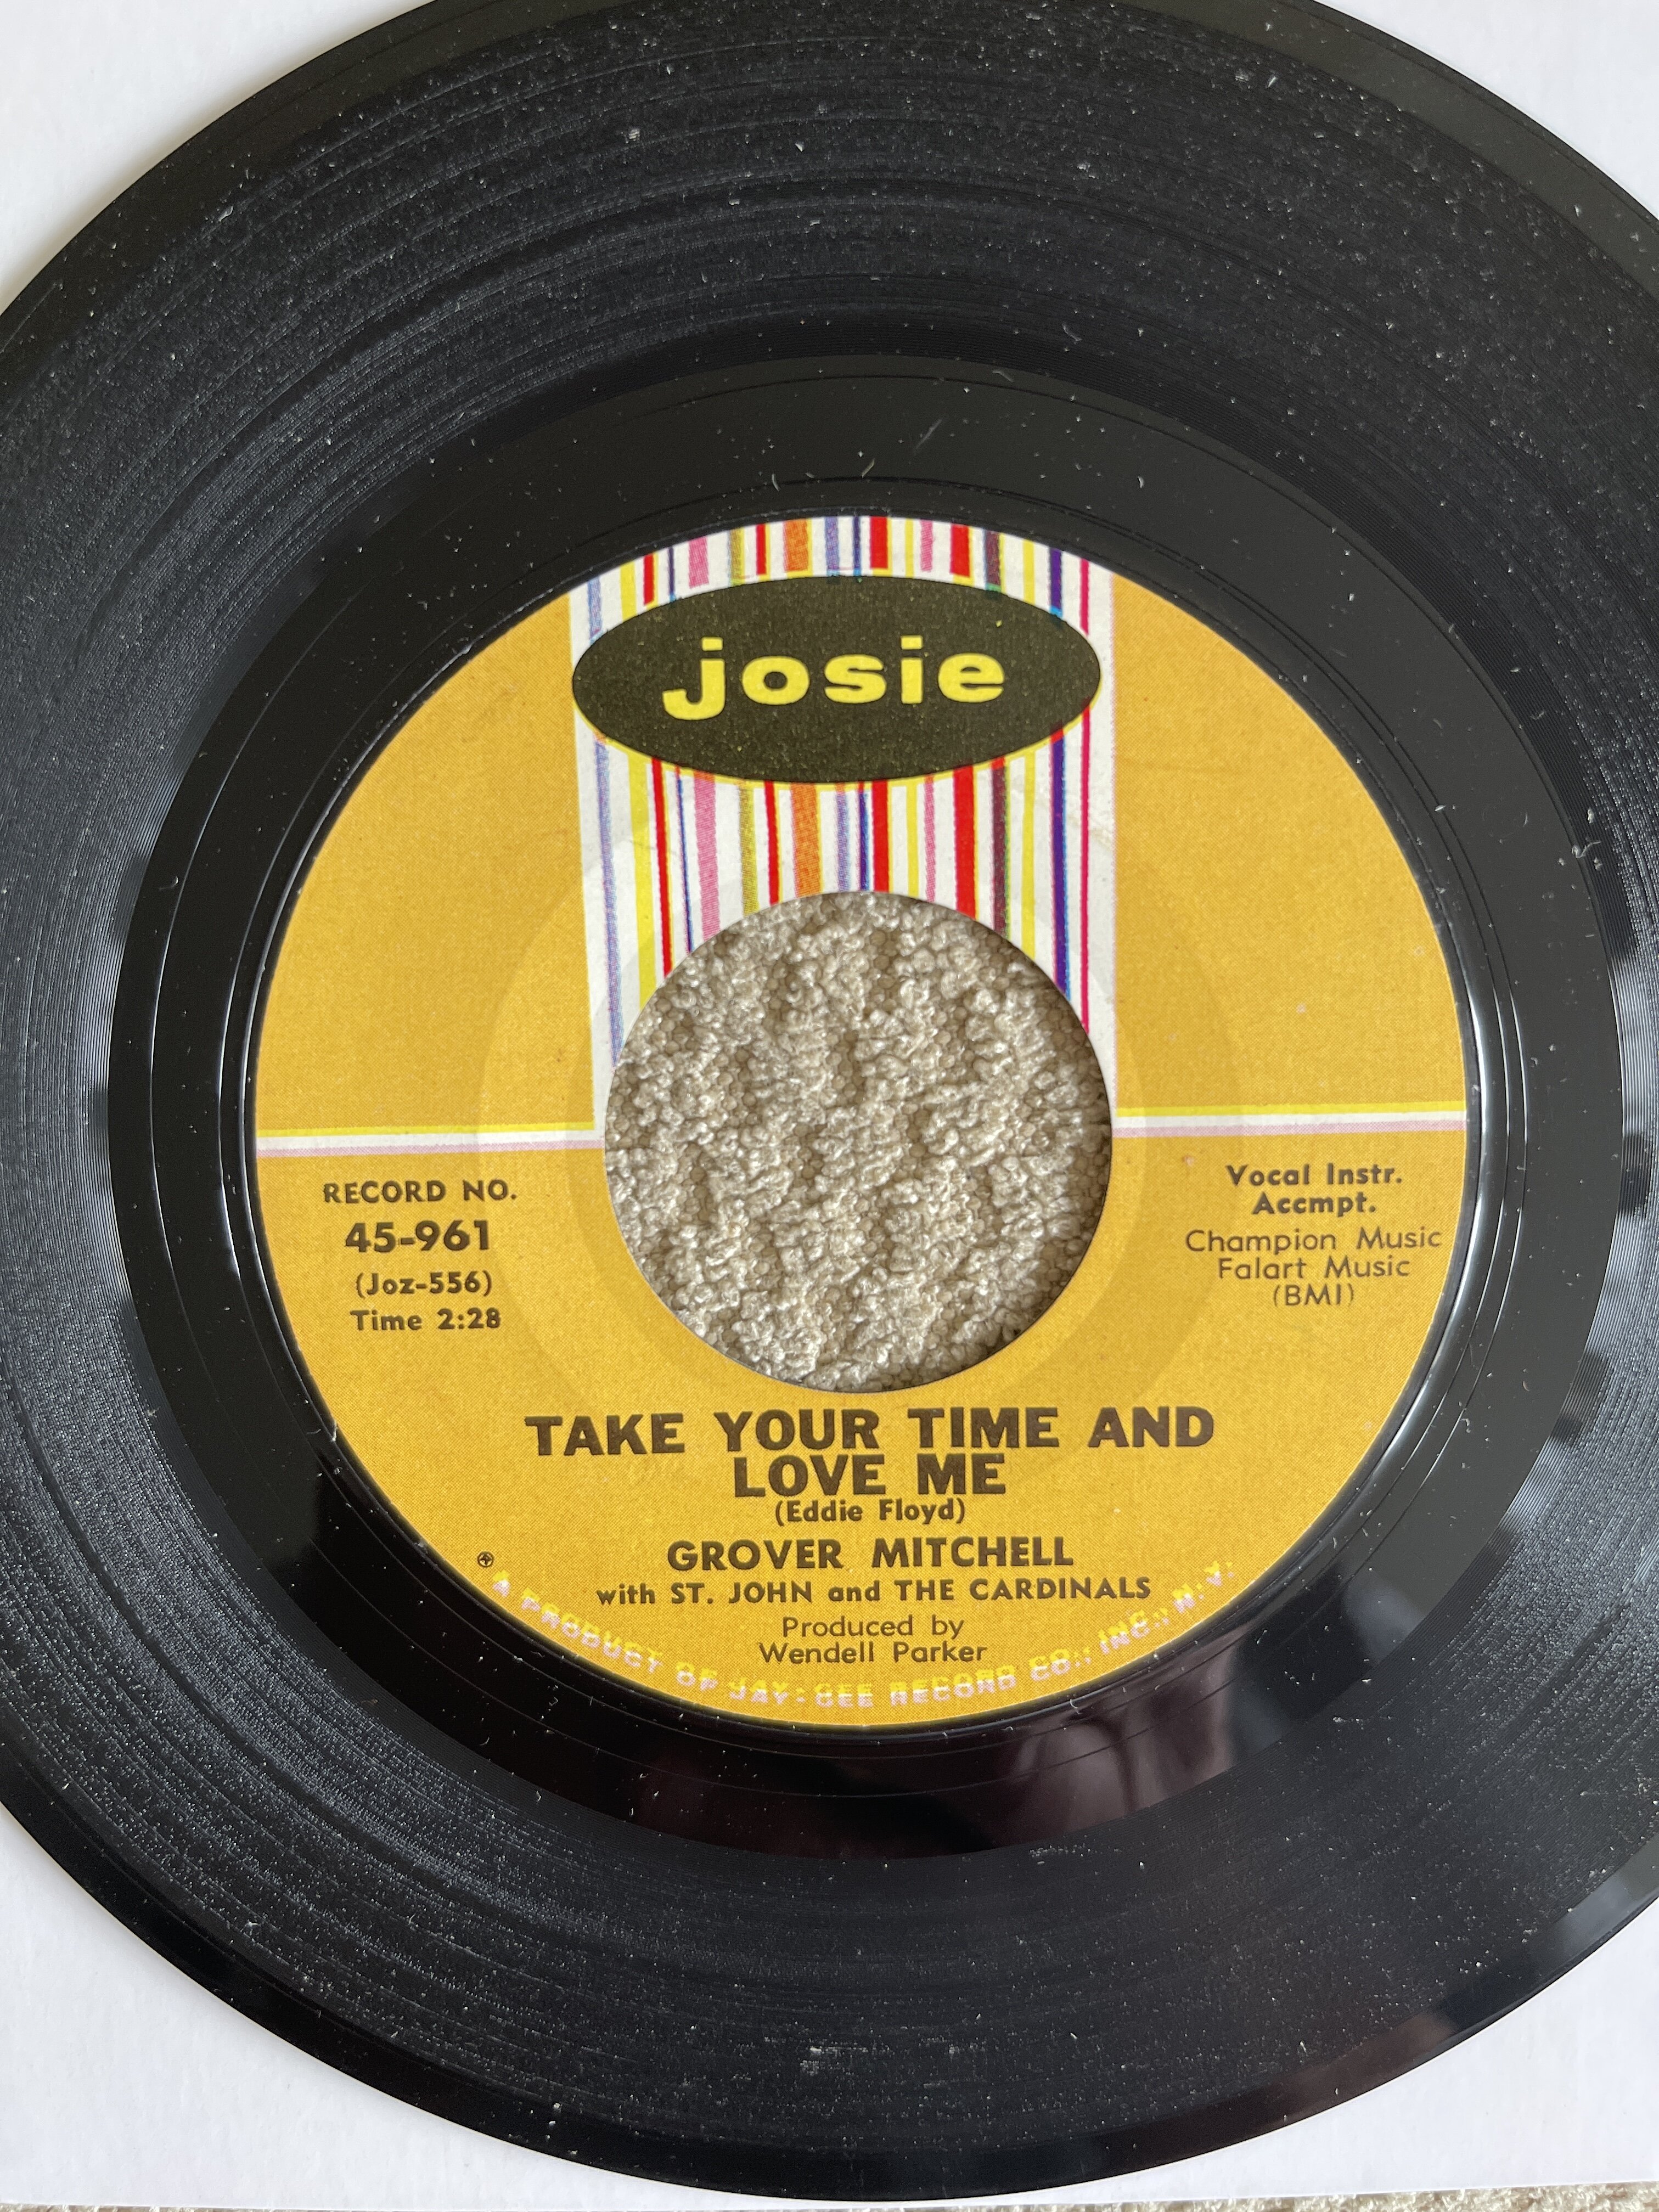 josie
RECORD NO.
45-961
(Joz-556)
Time 2:28
Vocal Instr.
Accmpt.
Champion Music
Falart Music
(BMI)
TAKE YOUR TIME AND
LOVE ME
(Eddie Floyd)
GROVER MITCHELL
with ST. JOHN and THE CARDINALS
Produced by
Wendell Parker
A PRODUCT OF JAY-GEE RECORD CO., INC., N.Y.